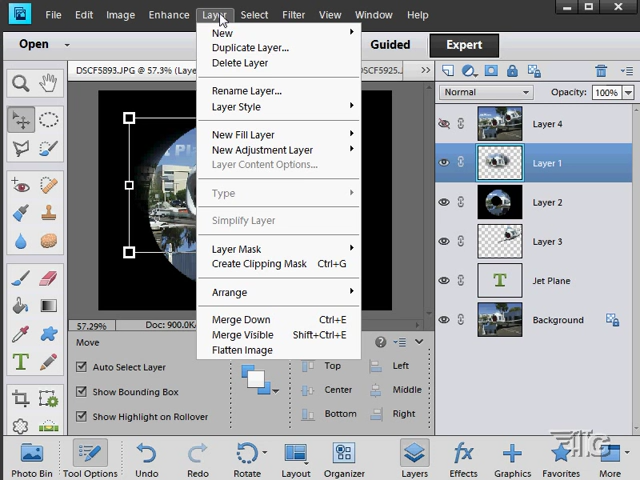 File Edit Image Enhance Layer Select Filter View Window Help
Open Guided Expert
DSCF5893.JPG @ 57.3% (Laye DSCF5925. >>
New
Duplicate Layer...
Delete Layer
Rename Layer...
Layer Style
New Fill Layer
New Adjustment Layer
Layer Content Options...
Type
Simplify Layer
Layer Mask
Create Clipping Mask Ctrl+G
Arrange
Merge Down Ctrl+E
Merge Visible Shift+Ctrl+E
Flatten Image
Normal Opacity: 100%
Layer 4
Layer 1
Layer 2
Layer 3
T Jet Plane
Background
57.29% Doc: 900.0K
Move
Auto Select Layer
Show Bounding Box
Show Highlight on Rollover
Top Left
Center Middle
Bottom Right
Photo Bin Tool Options Undo Redo Rotate Layout Organizer Layers Effects Graphics Favorites More